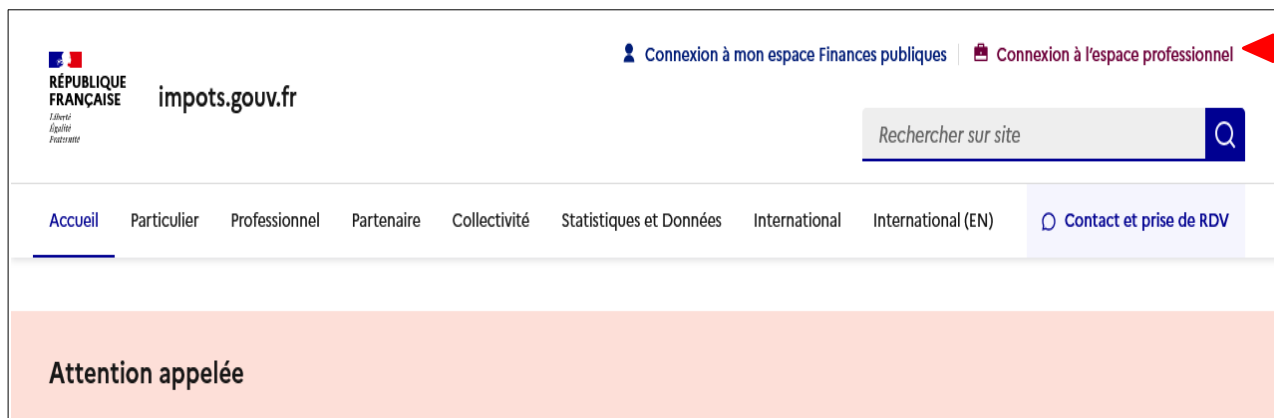 Connexion à mon espace Finances publiques
Connexion à l'espace professionnel
RÉPUBLIQUE
FRANÇAISE
Liberté
Égalité
Fraternité
impots.gouv.fr
Rechercher sur site
Accueil Particulier Professionnel Partenaire Collectivité Statistiques et Données International International (EN) Contact et prise de RDV
Attention appelée